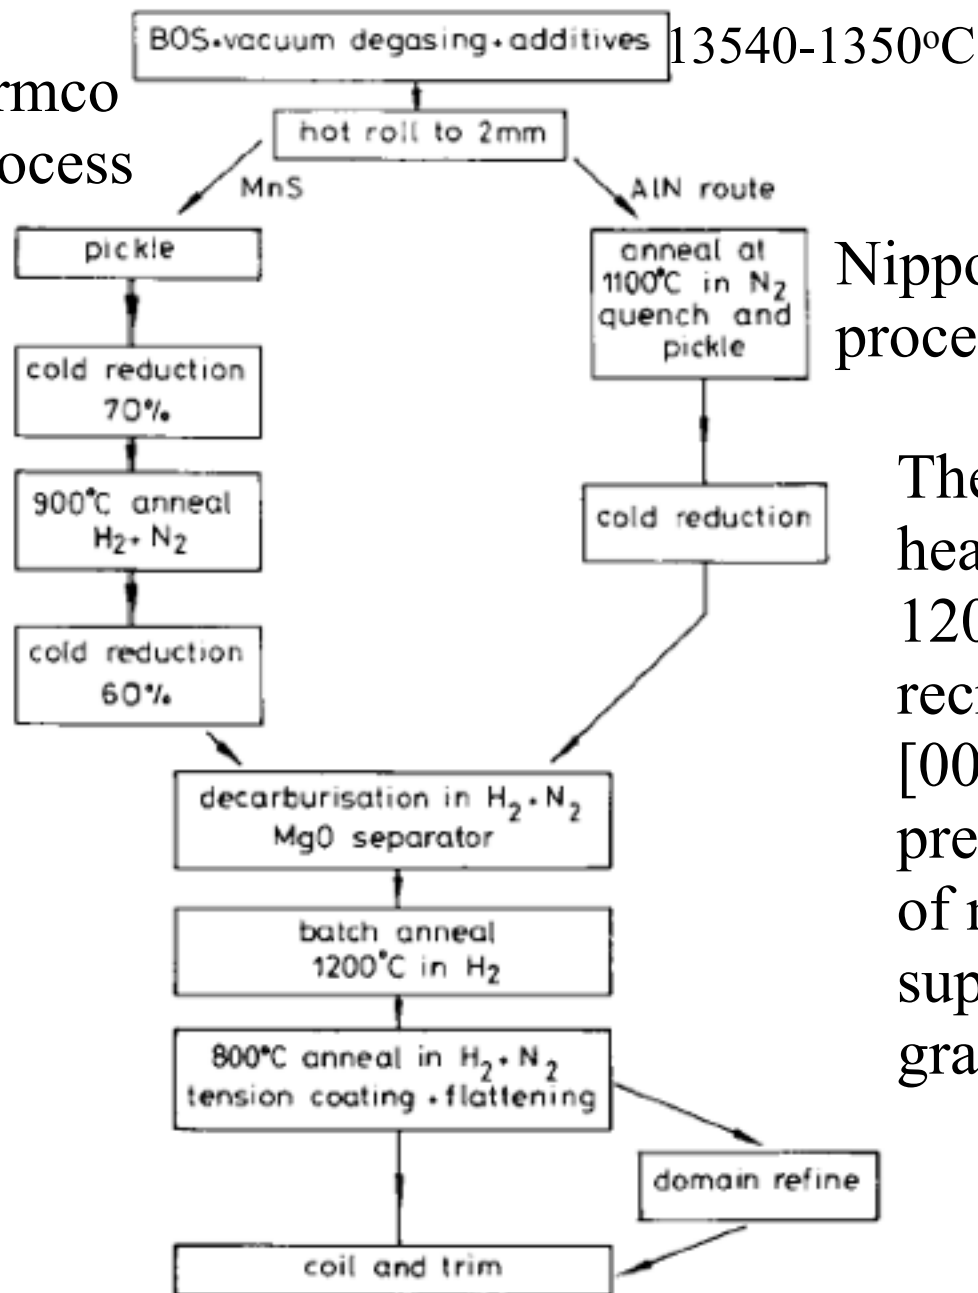 BOS+vacuum degasing+additives
13540-1350°C
rmco
ocess
hot roll to 2mm
MnS
AlN route
pickle
anneal at
1100°C in N₂
quench and
pickle
Nippo
proce
cold reduction
70%
900°C anneal
H₂+N₂
cold reduction
cold reduction
60%
The
hea
120
recr
[00
pre
of r
sup
gra
decarburisation in H₂+N₂
MgO separator
batch anneal
1200°C in H₂
800°C anneal in H₂+N₂
tension coating+flattening
domain refine
coil and trim